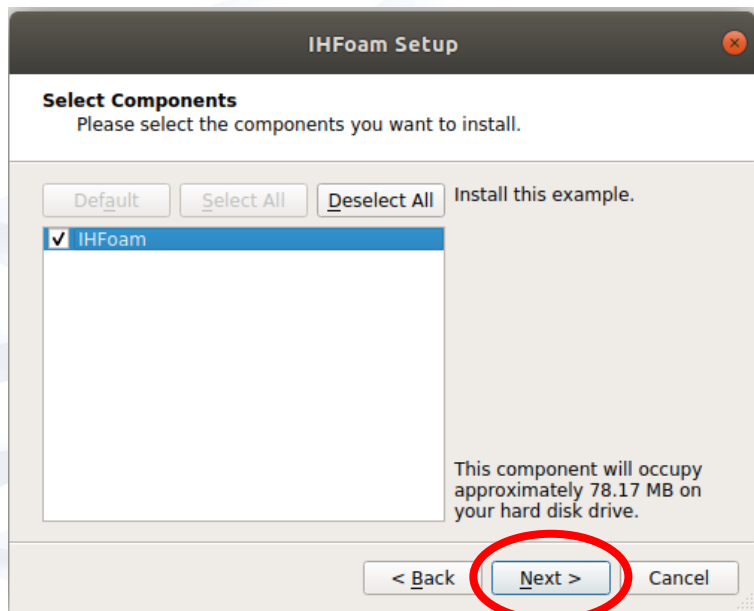 IHFoam Setup
Select Components
Please select the components you want to install.
Default
Select All
Deselect All
Install this example.
IHFoam
This component will occupy
approximately 78.17 MB on
your hard disk drive.
< Back
Next >
Cancel